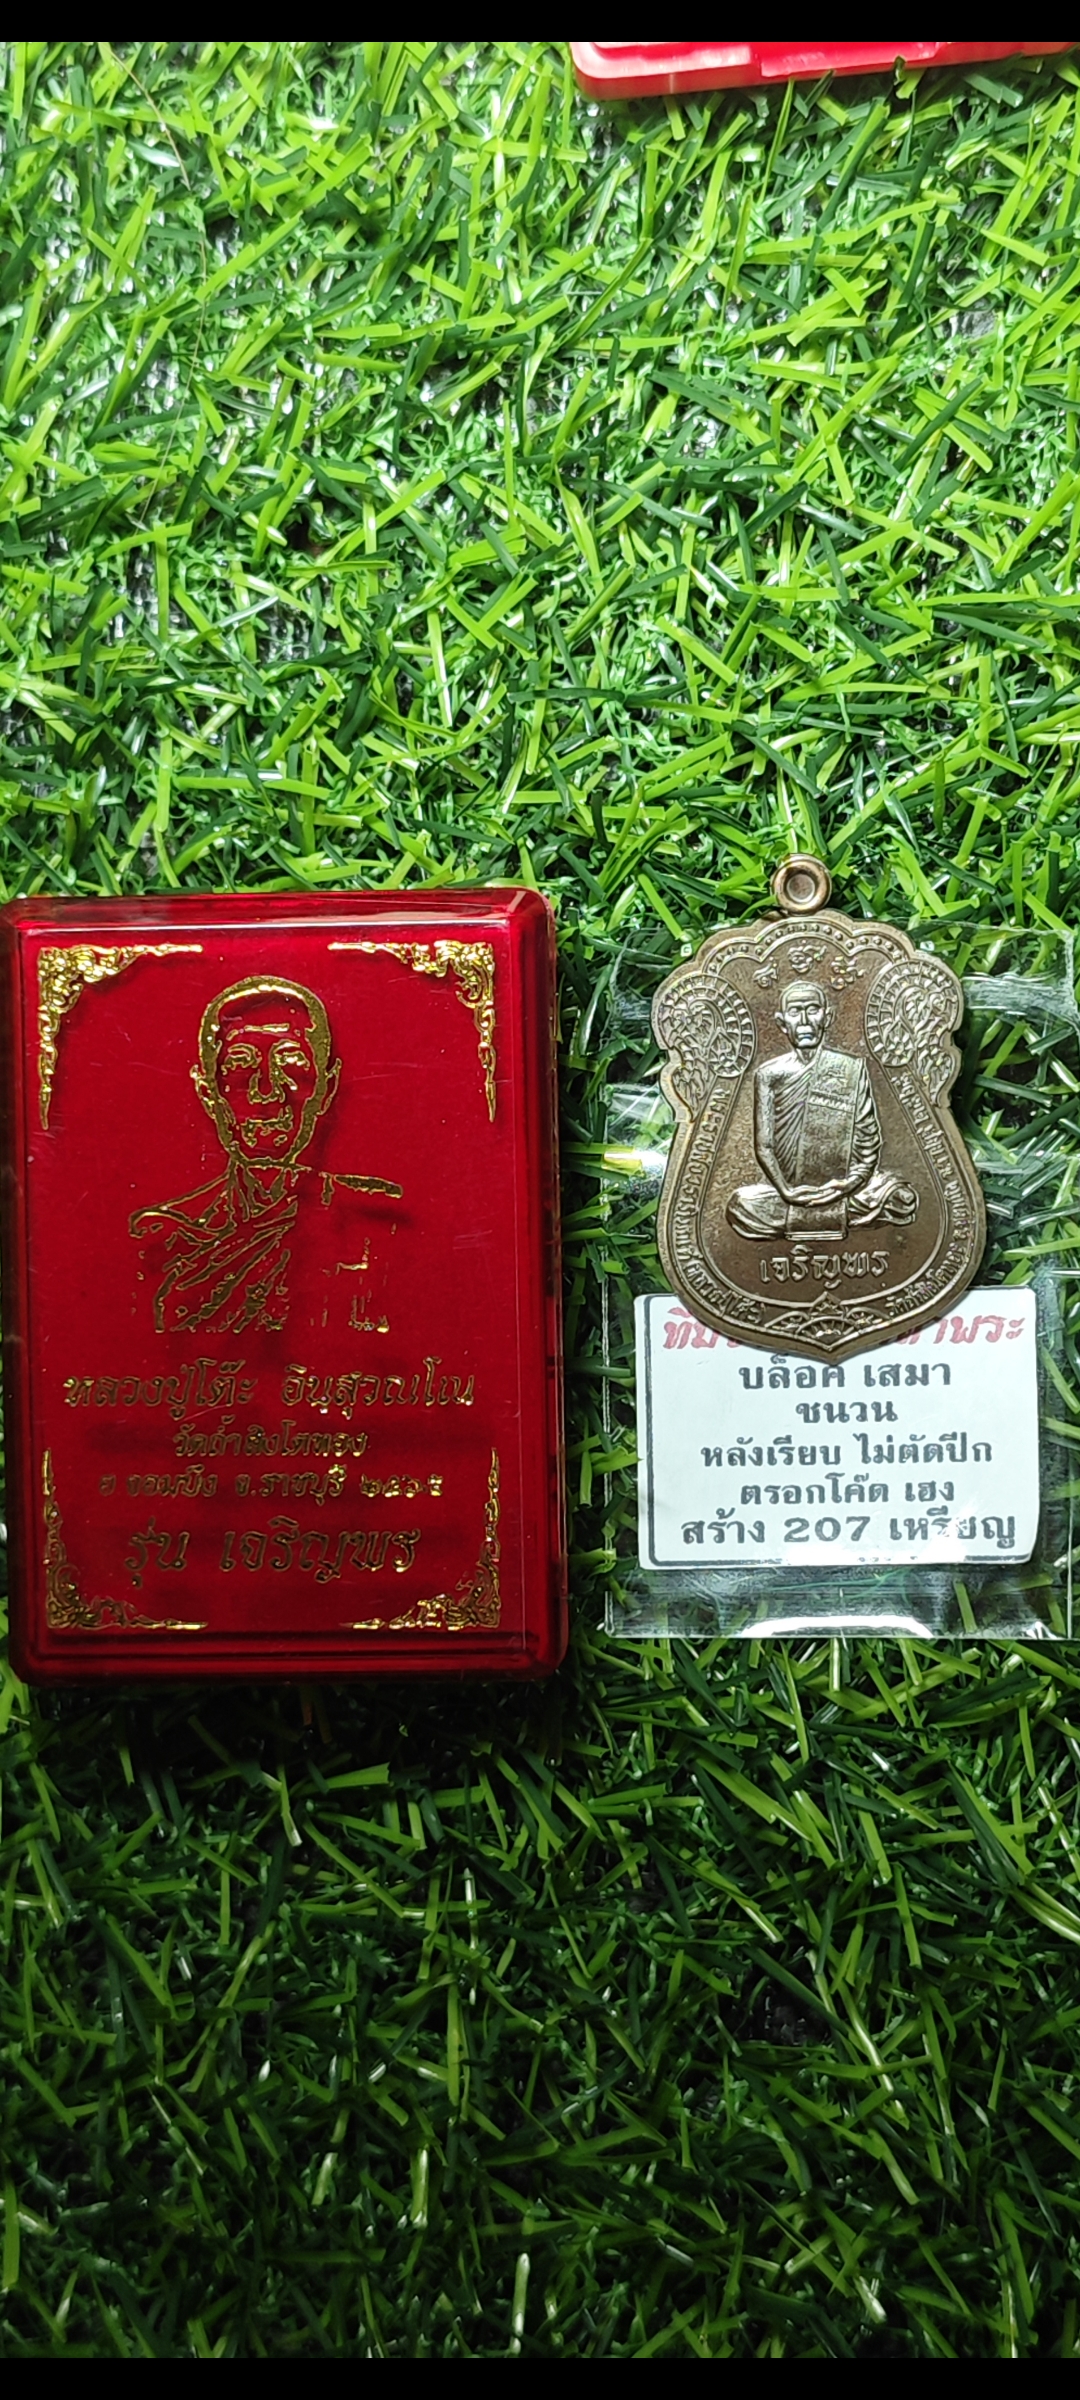 หลวงปู่โต๊ะ อินฺสุวณฺโณ
วัดถ้ำสิงโตทอง
อ.จอมบึง จ.ราชบุรี ๒๕๖๕
รุ่น เจริญพร
เจริญพร
พระ
บล็อค เสมา
ชนวน
หลังเรียบ ไม่ตัดปีก
ตรอกโค๊ด เฮง
สร้าง 207 เหรียญ